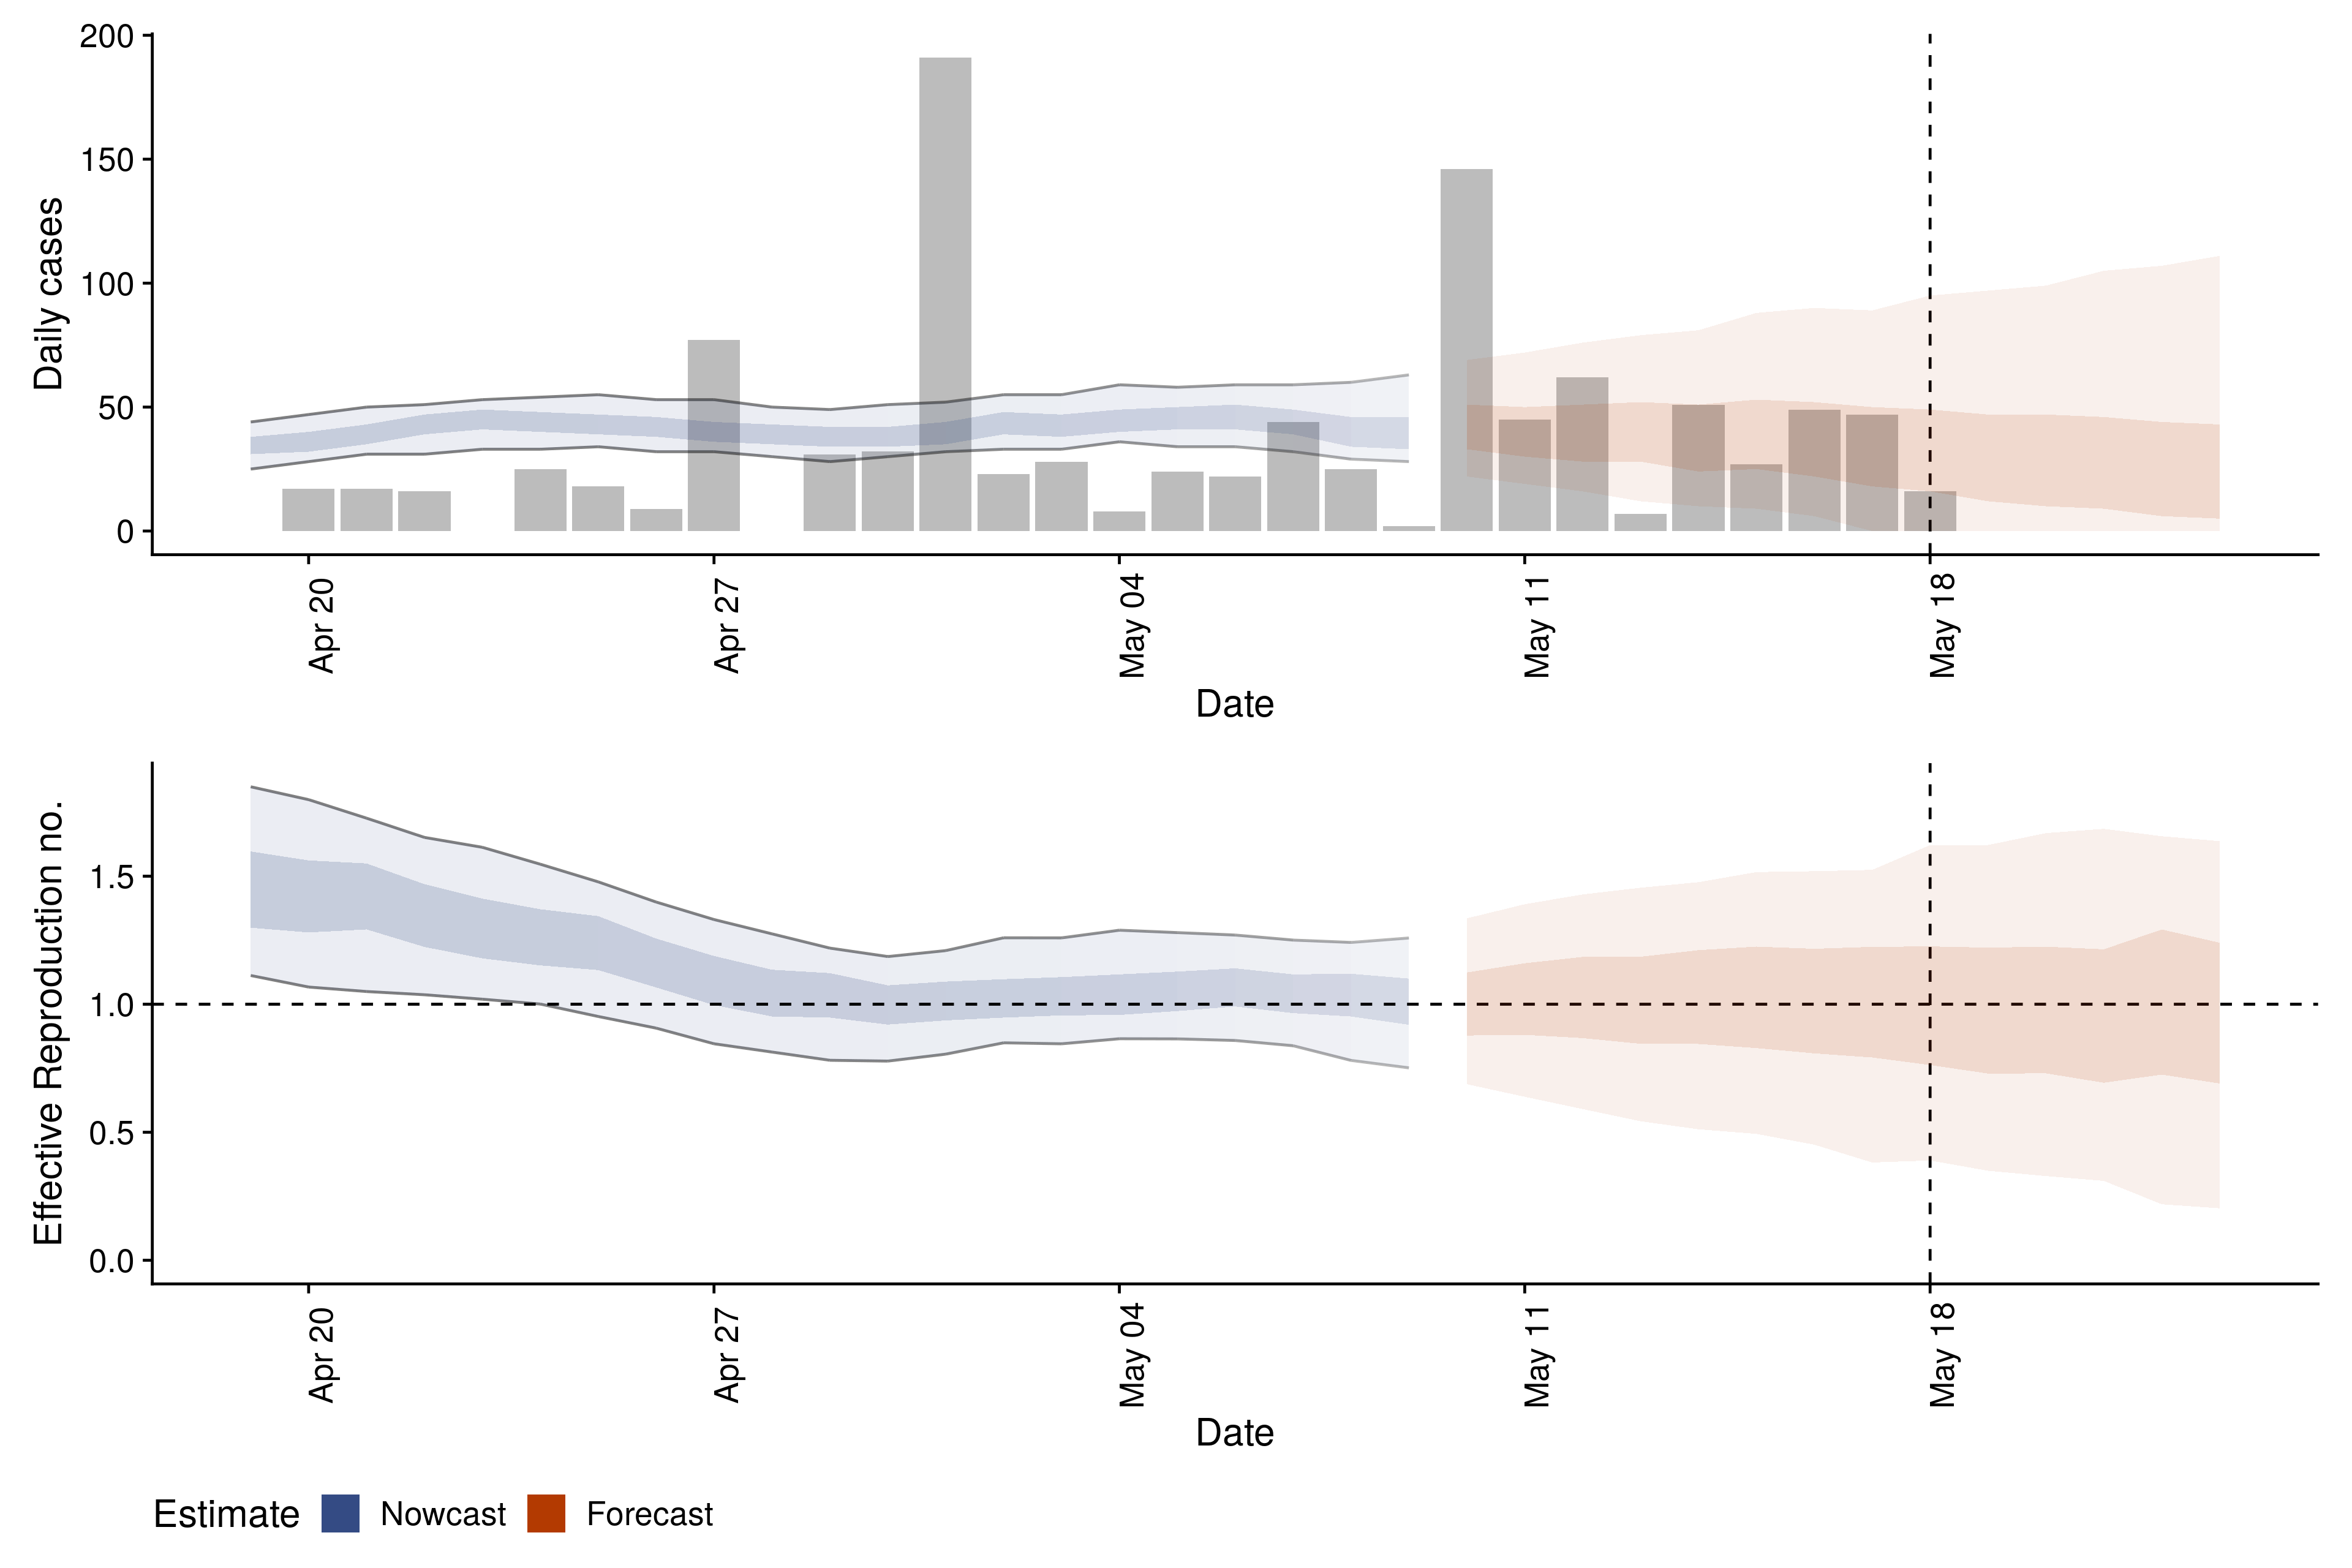 Daily cases
200
150
100
50
0
Apr 20
Apr 27
May 04
May 11
May 18
Date
Effective Reproduction no.
1.5
1.0
0.5
0.0
Apr 20
Apr 27
May 04
May 11
May 18
Date
Estimate Nowcast Forecast